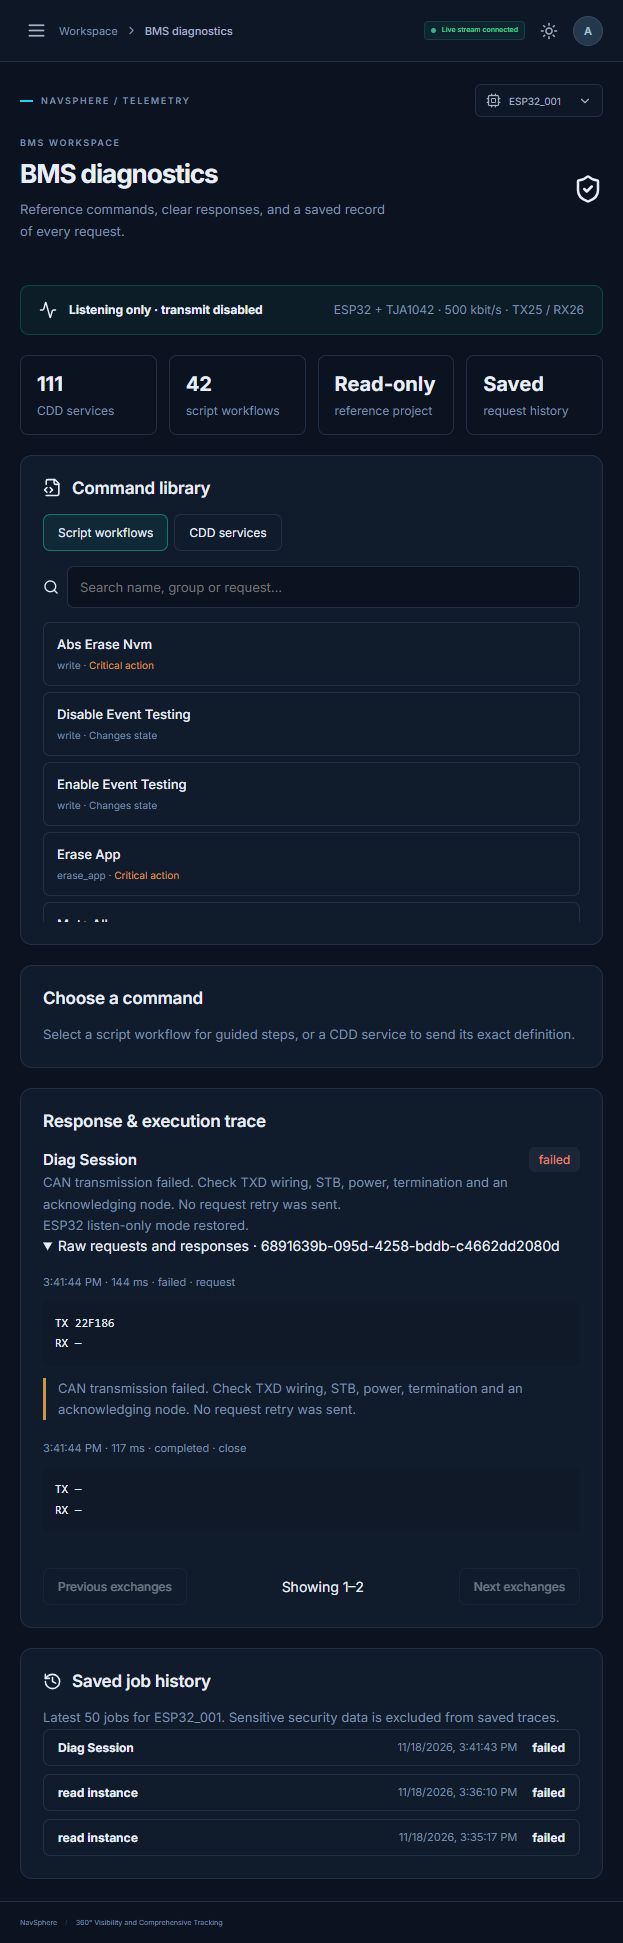 Workspace > BMS diagnostics
Live stream connected
A
NAVSPHERE / TELEMETRY
ESP32_001
BMS WORKSPACE
BMS diagnostics
Reference commands, clear responses, and a saved record
of every request.
Listening only · transmit disabled
ESP32 + TJA1042 · 500 kbit/s · TX25 / RX26
111
CDD services
42
script workflows
Read-only
reference project
Saved
request history
Command library
Script workflows
CDD services
Search name, group or request...
Abs Erase Nvm
write · Critical action
Disable Event Testing
write · Changes state
Enable Event Testing
write · Changes state
Erase App
erase_app · Critical action
Choose a command
Select a script workflow for guided steps, or a CDD service to send its exact definition.
Response & execution trace
Diag Session
failed
CAN transmission failed. Check TXD wiring, STB, power, termination and an
acknowledging node. No request retry was sent.
ESP32 listen-only mode restored.
▼ Raw requests and responses · 6891639b-095d-4258-bddb-c4662dd2080d
3:41:44 PM · 144 ms · failed · request
TX 22F186
RX —
CAN transmission failed. Check TXD wiring, STB, power, termination and an
acknowledging node. No request retry was sent.
3:41:44 PM · 117 ms · completed · close
TX —
RX —
Previous exchanges
Showing 1–2
Next exchanges
Saved job history
Latest 50 jobs for ESP32_001. Sensitive security data is excluded from saved traces.
Diag Session 11/18/2026, 3:41:43 PM failed
read instance 11/18/2026, 3:36:10 PM failed
read instance 11/18/2026, 3:35:17 PM failed
NavSphere / 360° Visibility and Comprehensive Tracking